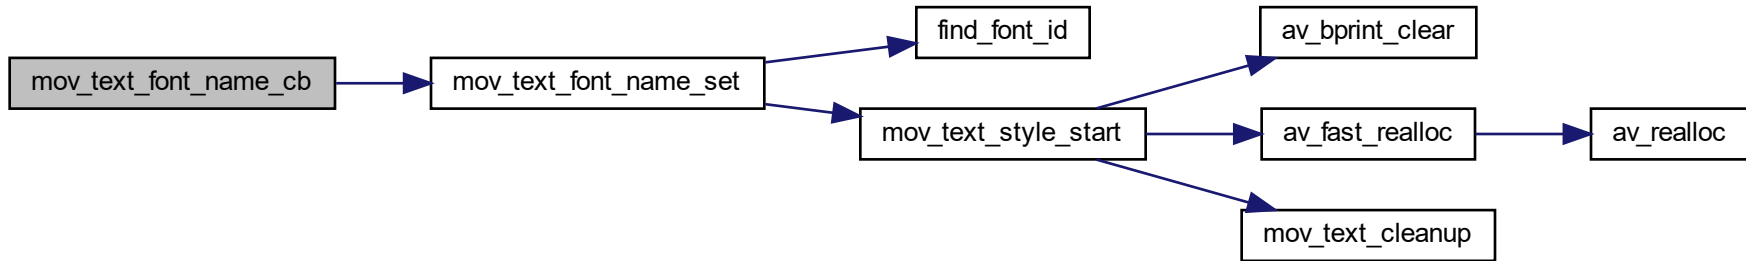 mov_text_font_name_cb
mov_text_font_name_set
find_font_id
mov_text_style_start
av_bprint_clear
av_fast_realloc
av_realloc
mov_text_cleanup